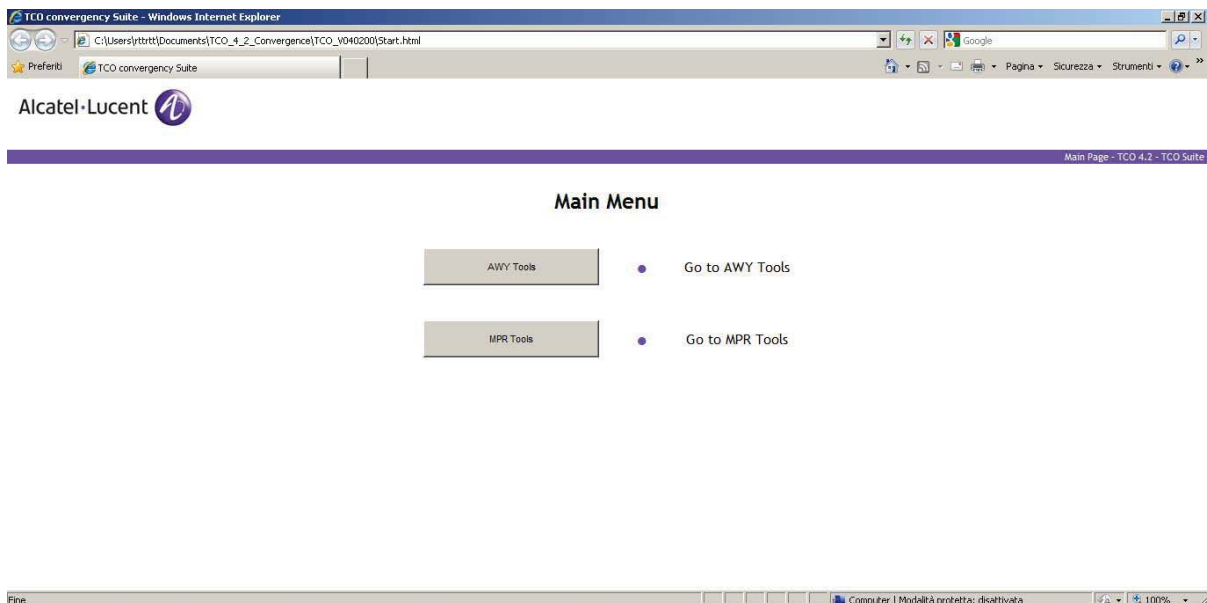 TCO convergency Suite - Windows Internet Explorer
C:\Users\rttrtt\Documents\TCO_4_2_Convergence\TCO_V040200\Start.html
Google
Preferiti
TCO convergency Suite
Pagina
Sicurezza
Strumenti
Alcatel·Lucent
Main Page - TCO 4.2 - TCO Suite
Main Menu
AWY Tools
Go to AWY Tools
MPR Tools
Go to MPR Tools
Fine
Computer | Modalità protetta: disattivata
100%